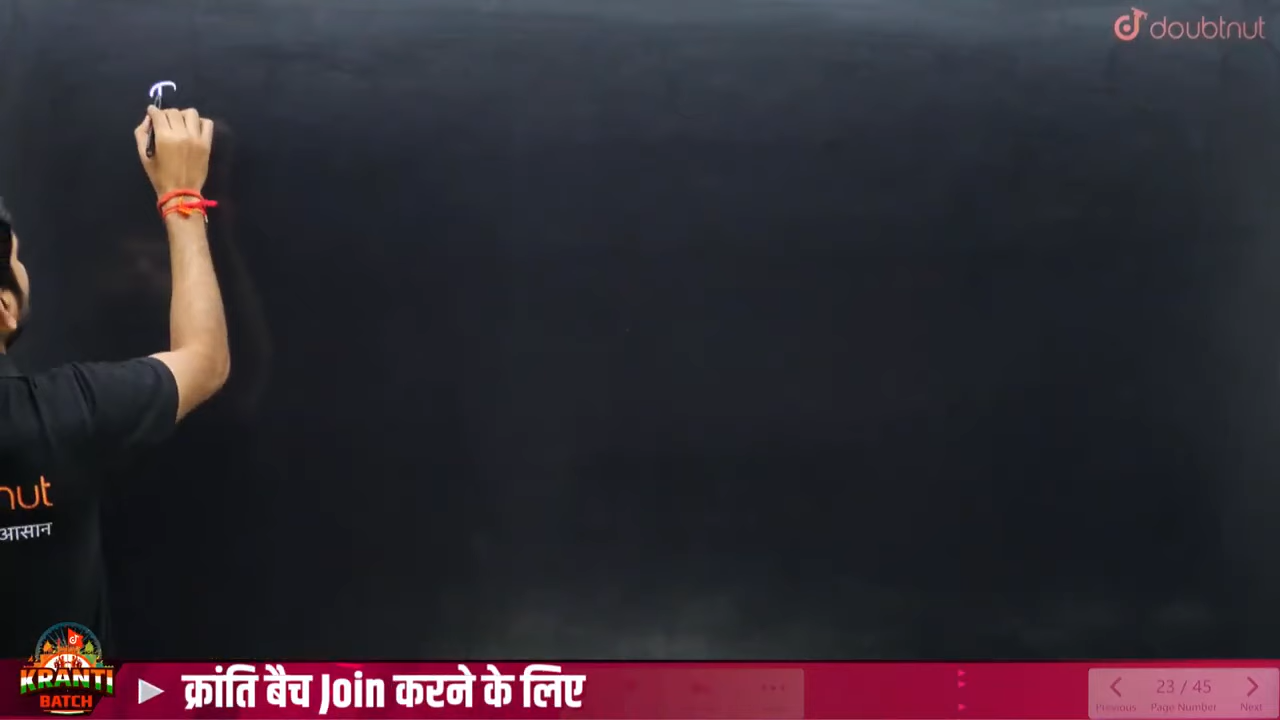 doubtnut
T
nut
आसान
KRANTI
BATCH
क्रांति बैच Join करने के लिए
23 / 45
Previous Page Number Next